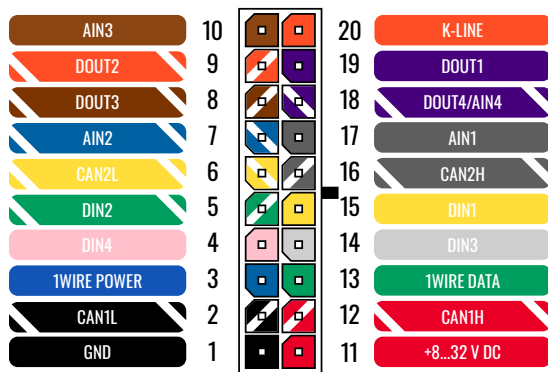 AIN3 10 20 K-LINE
DOUT2 9 19 DOUT1
DOUT3 8 18 DOUT4/AIN4
AIN2 7 17 AIN1
CAN2L 6 16 CAN2H
DIN2 5 15 DIN1
DIN4 4 14 DIN3
1WIRE POWER 3 13 1WIRE DATA
CAN1L 2 12 CAN1H
GND 1 11 +8...32 V DC